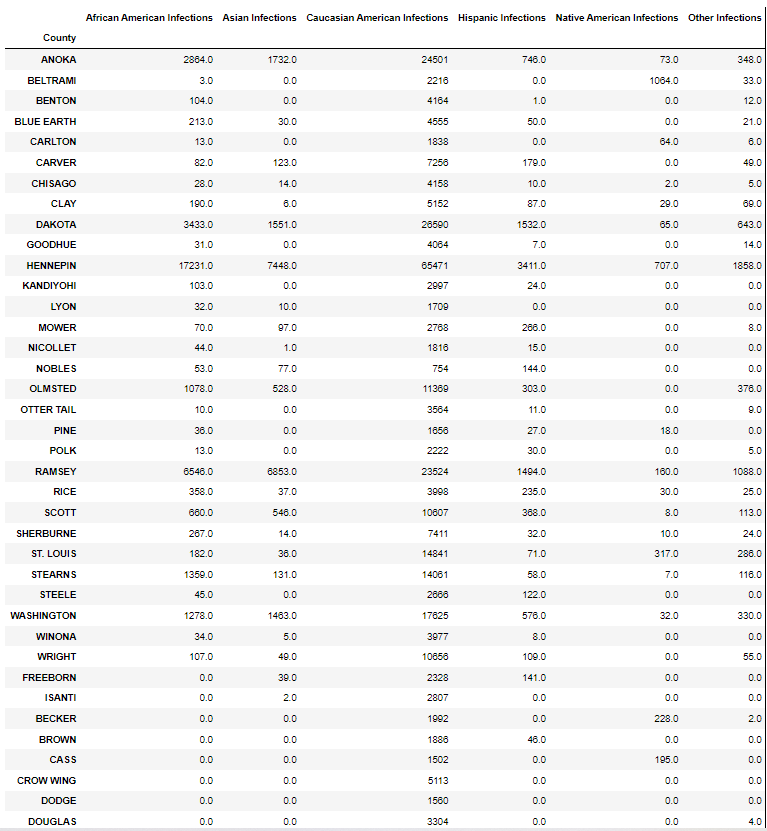 African American Infections Asian Infections Caucasian American Infections Hispanic Infections Native American Infections Other Infections
County
ANOKA 2864.0 1732.0 24501 746.0 73.0 348.0
BELTRAMI 3.0 0.0 2216 0.0 1064.0 33.0
BENTON 104.0 0.0 4164 1.0 0.0 12.0
BLUE EARTH 213.0 30.0 4555 50.0 0.0 21.0
CARLTON 13.0 0.0 1838 0.0 64.0 6.0
CARVER 82.0 123.0 7256 179.0 0.0 49.0
CHISAGO 28.0 14.0 4158 10.0 2.0 5.0
CLAY 190.0 6.0 5152 87.0 29.0 69.0
DAKOTA 3433.0 1551.0 26590 1532.0 65.0 643.0
GOODHUE 31.0 0.0 4064 7.0 0.0 14.0
HENNEPIN 17231.0 7448.0 65471 3411.0 707.0 1858.0
KANDIYOHI 103.0 0.0 2997 24.0 0.0 0.0
LYON 32.0 10.0 1709 0.0 0.0 0.0
MOWER 70.0 97.0 2768 266.0 0.0 8.0
NICOLLET 44.0 1.0 1816 15.0 0.0 0.0
NOBLES 53.0 77.0 754 144.0 0.0 0.0
OLMSTED 1078.0 528.0 11369 303.0 0.0 376.0
OTTER TAIL 10.0 0.0 3564 11.0 0.0 9.0
PINE 36.0 0.0 1656 27.0 18.0 0.0
POLK 13.0 0.0 2222 30.0 0.0 5.0
RAMSEY 6546.0 6853.0 23524 1494.0 160.0 1088.0
RICE 358.0 37.0 3998 235.0 30.0 25.0
SCOTT 660.0 546.0 10607 368.0 8.0 113.0
SHERBURNE 267.0 14.0 7411 32.0 10.0 24.0
ST. LOUIS 182.0 36.0 14841 71.0 317.0 286.0
STEARNS 1359.0 131.0 14061 58.0 7.0 116.0
STEELE 45.0 0.0 2666 122.0 0.0 0.0
WASHINGTON 1278.0 1463.0 17625 576.0 32.0 330.0
WINONA 34.0 5.0 3977 8.0 0.0 0.0
WRIGHT 107.0 49.0 10656 109.0 0.0 55.0
FREEBORN 0.0 39.0 2328 141.0 0.0 0.0
ISANTI 0.0 2.0 2807 0.0 0.0 0.0
BECKER 0.0 0.0 1992 0.0 228.0 2.0
BROWN 0.0 0.0 1886 46.0 0.0 0.0
CASS 0.0 0.0 1502 0.0 195.0 0.0
CROW WING 0.0 0.0 5113 0.0 0.0 0.0
DODGE 0.0 0.0 1560 0.0 0.0 0.0
DOUGLAS 0.0 0.0 3304 0.0 0.0 4.0